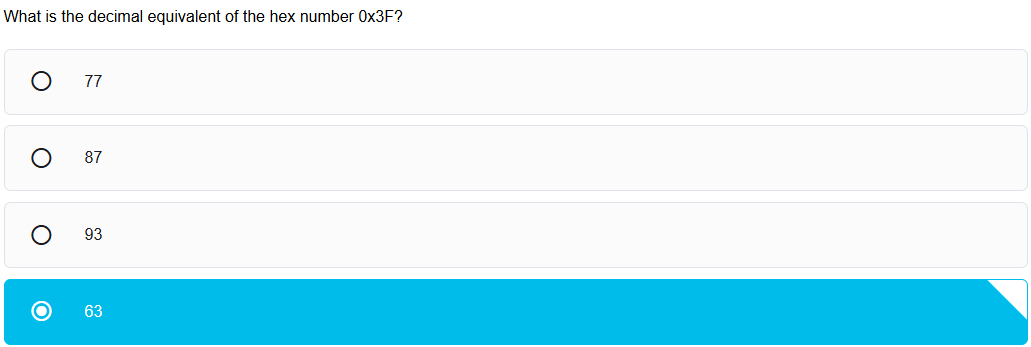 What is the decimal equivalent of the hex number 0x3F?
77
87
93
63